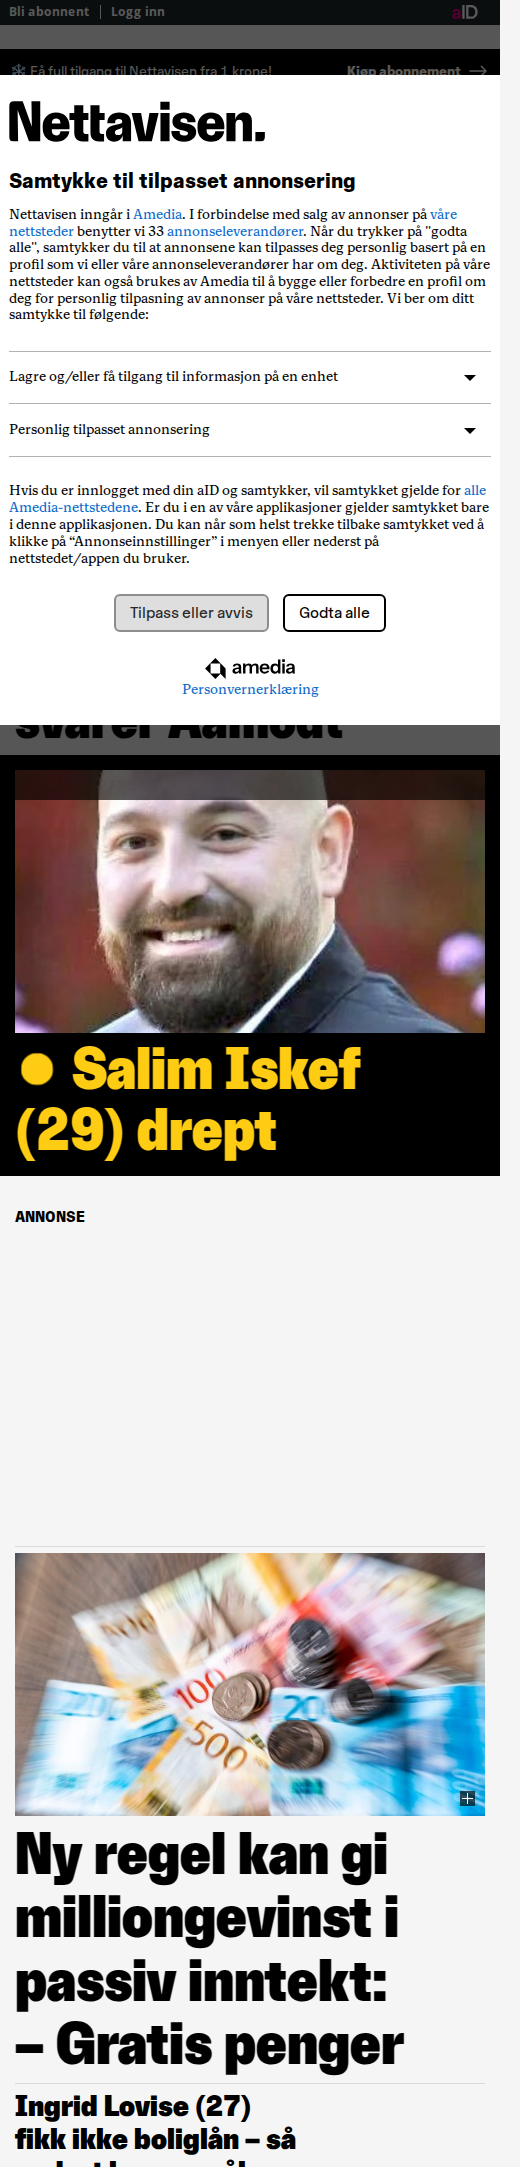 Bli abonnent | Logg inn
aID
Få full tilgang til Nettavisen fra 1 krone!
Kjøp abonnement
Nettavisen.
Samtykke til tilpasset annonsering
Nettavisen inngår i Amedia. I forbindelse med salg av annonser på våre
nettsteder benytter vi 33 annonseleverandører. Når du trykker på "godta
alle", samtykker du til at annonsene kan tilpasses deg personlig basert på en
profil som vi eller våre annonseleverandører har om deg. Aktiviteten på våre
nettsteder kan også brukes av Amedia til å bygge eller forbedre en profil om
deg for personlig tilpasning av annonser på våre nettsteder. Vi ber om ditt
samtykke til følgende:
Lagre og/eller få tilgang til informasjon på en enhet
Personlig tilpasset annonsering
Hvis du er innlogget med din aID og samtykker, vil samtykket gjelde for alle
Amedia-nettstedene. Er du i en av våre applikasjoner gjelder samtykket bare
i denne applikasjonen. Du kan når som helst trekke tilbake samtykket ved å
klikke på “Annonseinnstillinger” i menyen eller nederst på
nettstedet/appen du bruker.
Tilpass eller avvis
Godta alle
amedia
Personvernerklæring
svarer Aamodt
Salim Iskef
(29) drept
ANNONSE
100
20
500
Ny regel kan gi
milliongevinst i
passiv inntekt:
– Gratis penger
Ingrid Lovise (27)
fikk ikke boliglån – så